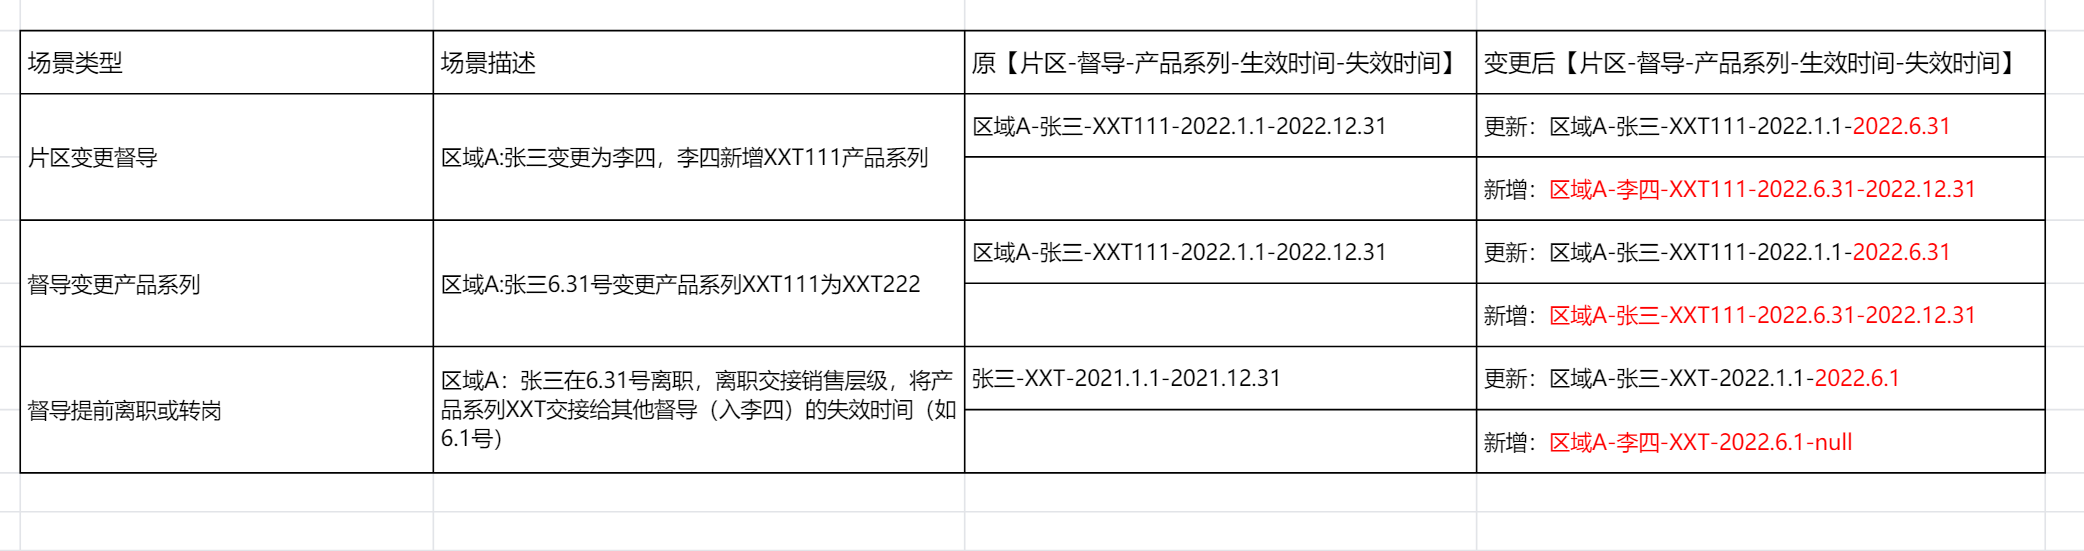 场景类型
场景描述
原【片区-督导-产品系列-生效时间-失效时间】
变更后【片区-督导-产品系列-生效时间-失效时间】
片区变更督导
区域A:张三变更为李四，李四新增XXT111产品系列
区域A-张三-XXT111-2022.1.1-2022.12.31
更新：区域A-张三-XXT111-2022.1.1-2022.6.31
新增：区域A-李四-XXT111-2022.6.31-2022.12.31
督导变更产品系列
区域A:张三6.31号变更产品系列XXT111为XXT222
区域A-张三-XXT111-2022.1.1-2022.12.31
更新：区域A-张三-XXT111-2022.1.1-2022.6.31
新增：区域A-张三-XXT111-2022.6.31-2022.12.31
督导提前离职或转岗
区域A：张三在6.31号离职，离职交接销售层级，将产
品系列XXT交接给其他督导（入李四）的失效时间（如
6.1号）
张三-XXT-2021.1.1-2021.12.31
更新：区域A-张三-XXT-2022.1.1-2022.6.1
新增：区域A-李四-XXT-2022.6.1-null